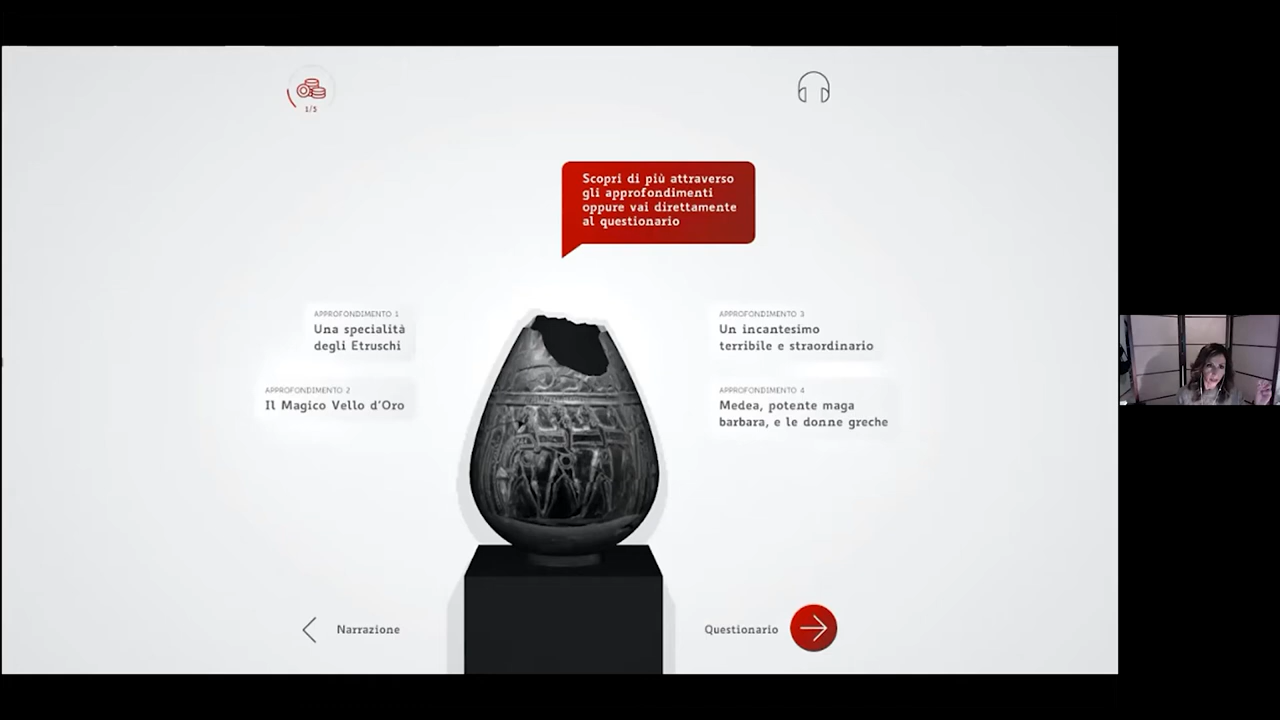 1/5
Scopri di più attraverso
gli approfondimenti
oppure vai direttamente
al questionario
APPROFONDIMENTO 1
Una specialità
degli Etruschi
APPROFONDIMENTO 2
Il Magico Vello d'Oro
APPROFONDIMENTO 3
Un incantesimo
terribile e straordinario
APPROFONDIMENTO 4
Medea, potente maga
barbara, e le donne greche
Narrazione
Questionario